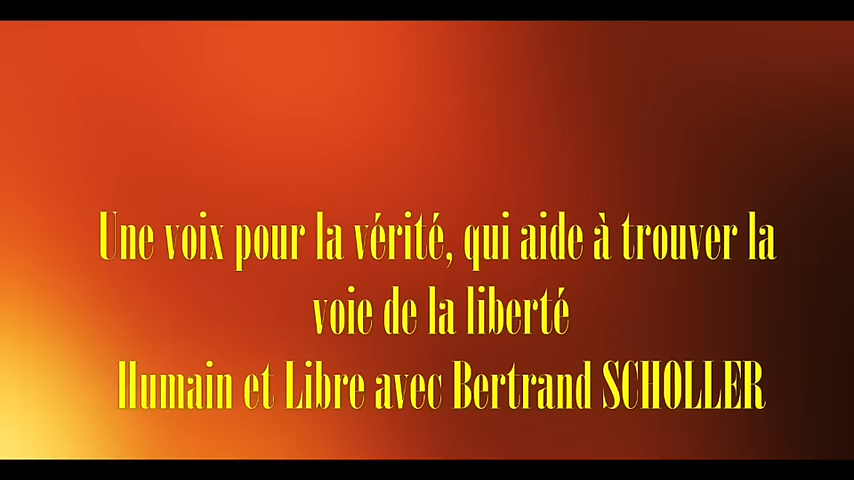 Une voix pour la vérité, qui aide à trouver la
voie de la liberté
Humain et Libre avec Bertrand SCHOLLER